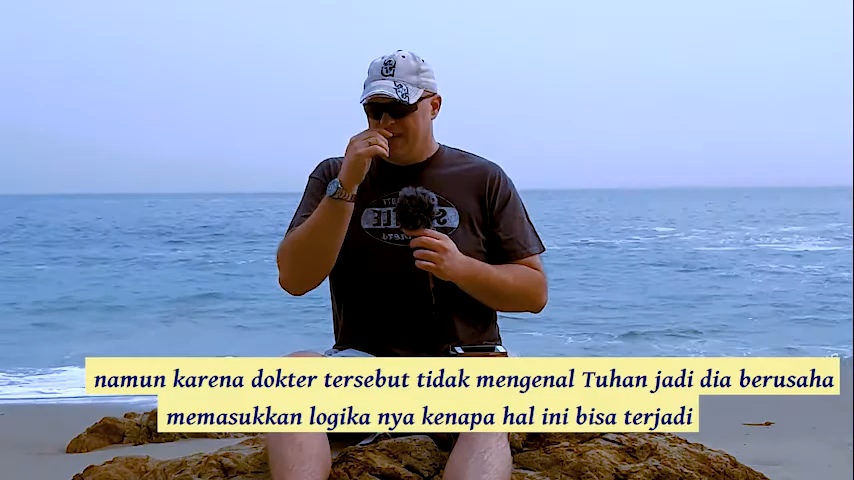 namun karena dokter tersebut tidak mengenal Tuhan jadi dia berusaha
memasukkan logika nya kenapa hal ini bisa terjadi